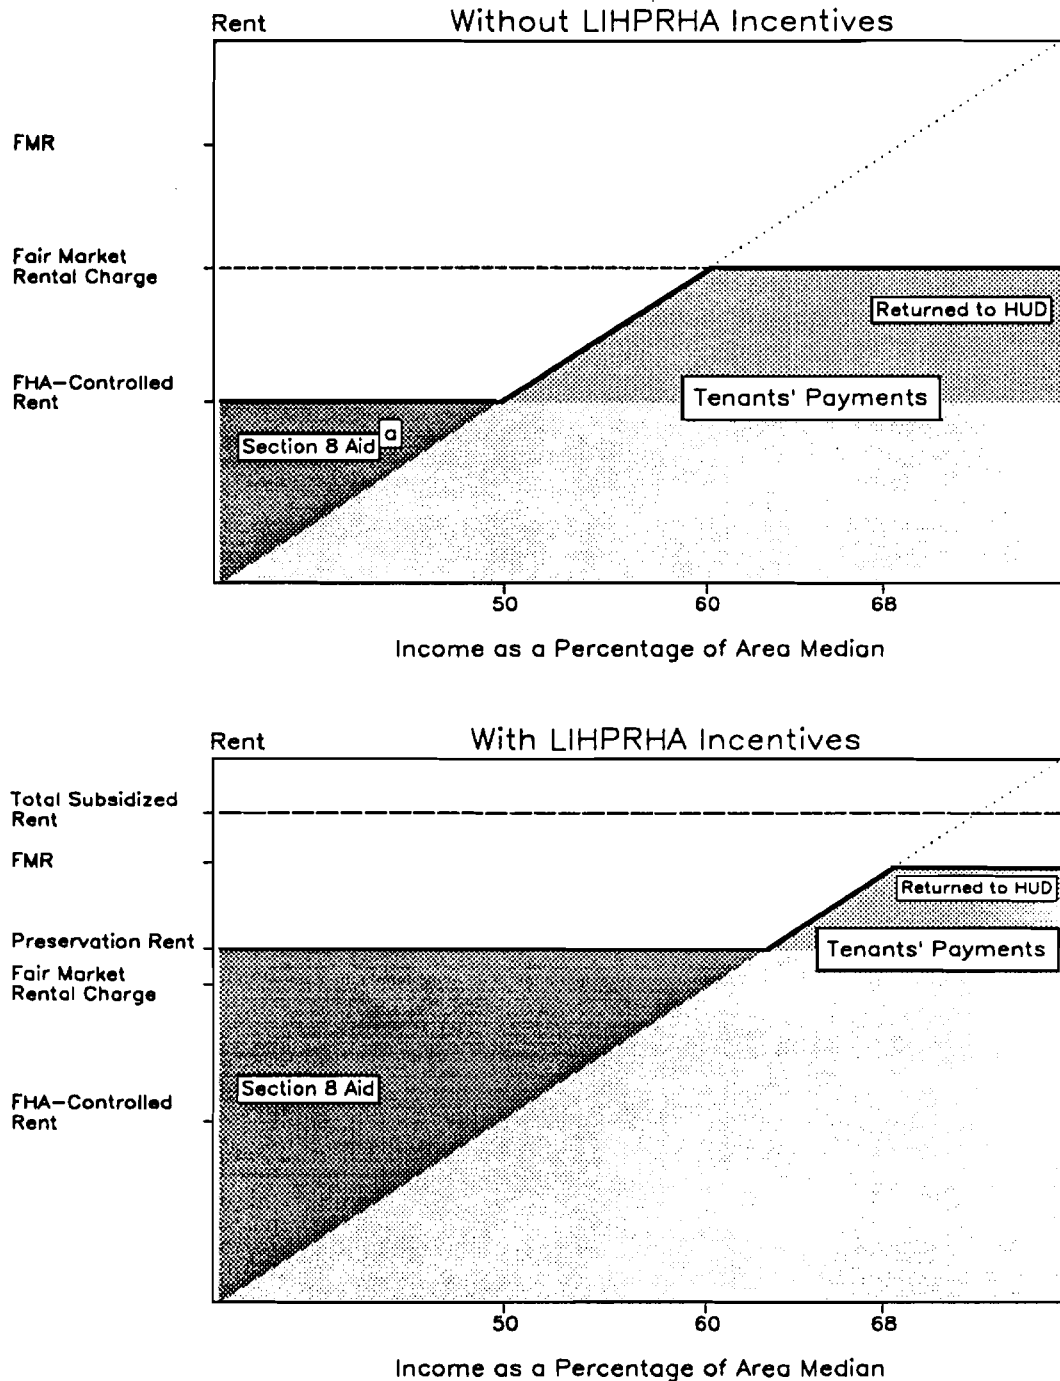 Rent
Without LIHPRHA Incentives
FMR
Fair Market
Rental Charge
Returned to HUD
FHA-Controlled
Rent
Tenants' Payments
a
Section 8 Aid
50 60 68
Income as a Percentage of Area Median
Rent
With LIHPRHA Incentives
Total Subsidized
Rent
FMR
Returned to HUD
Preservation Rent
Tenants' Payments
Fair Market
Rental Charge
Section 8 Aid
FHA-Controlled
Rent
50 60 68
Income as a Percentage of Area Median